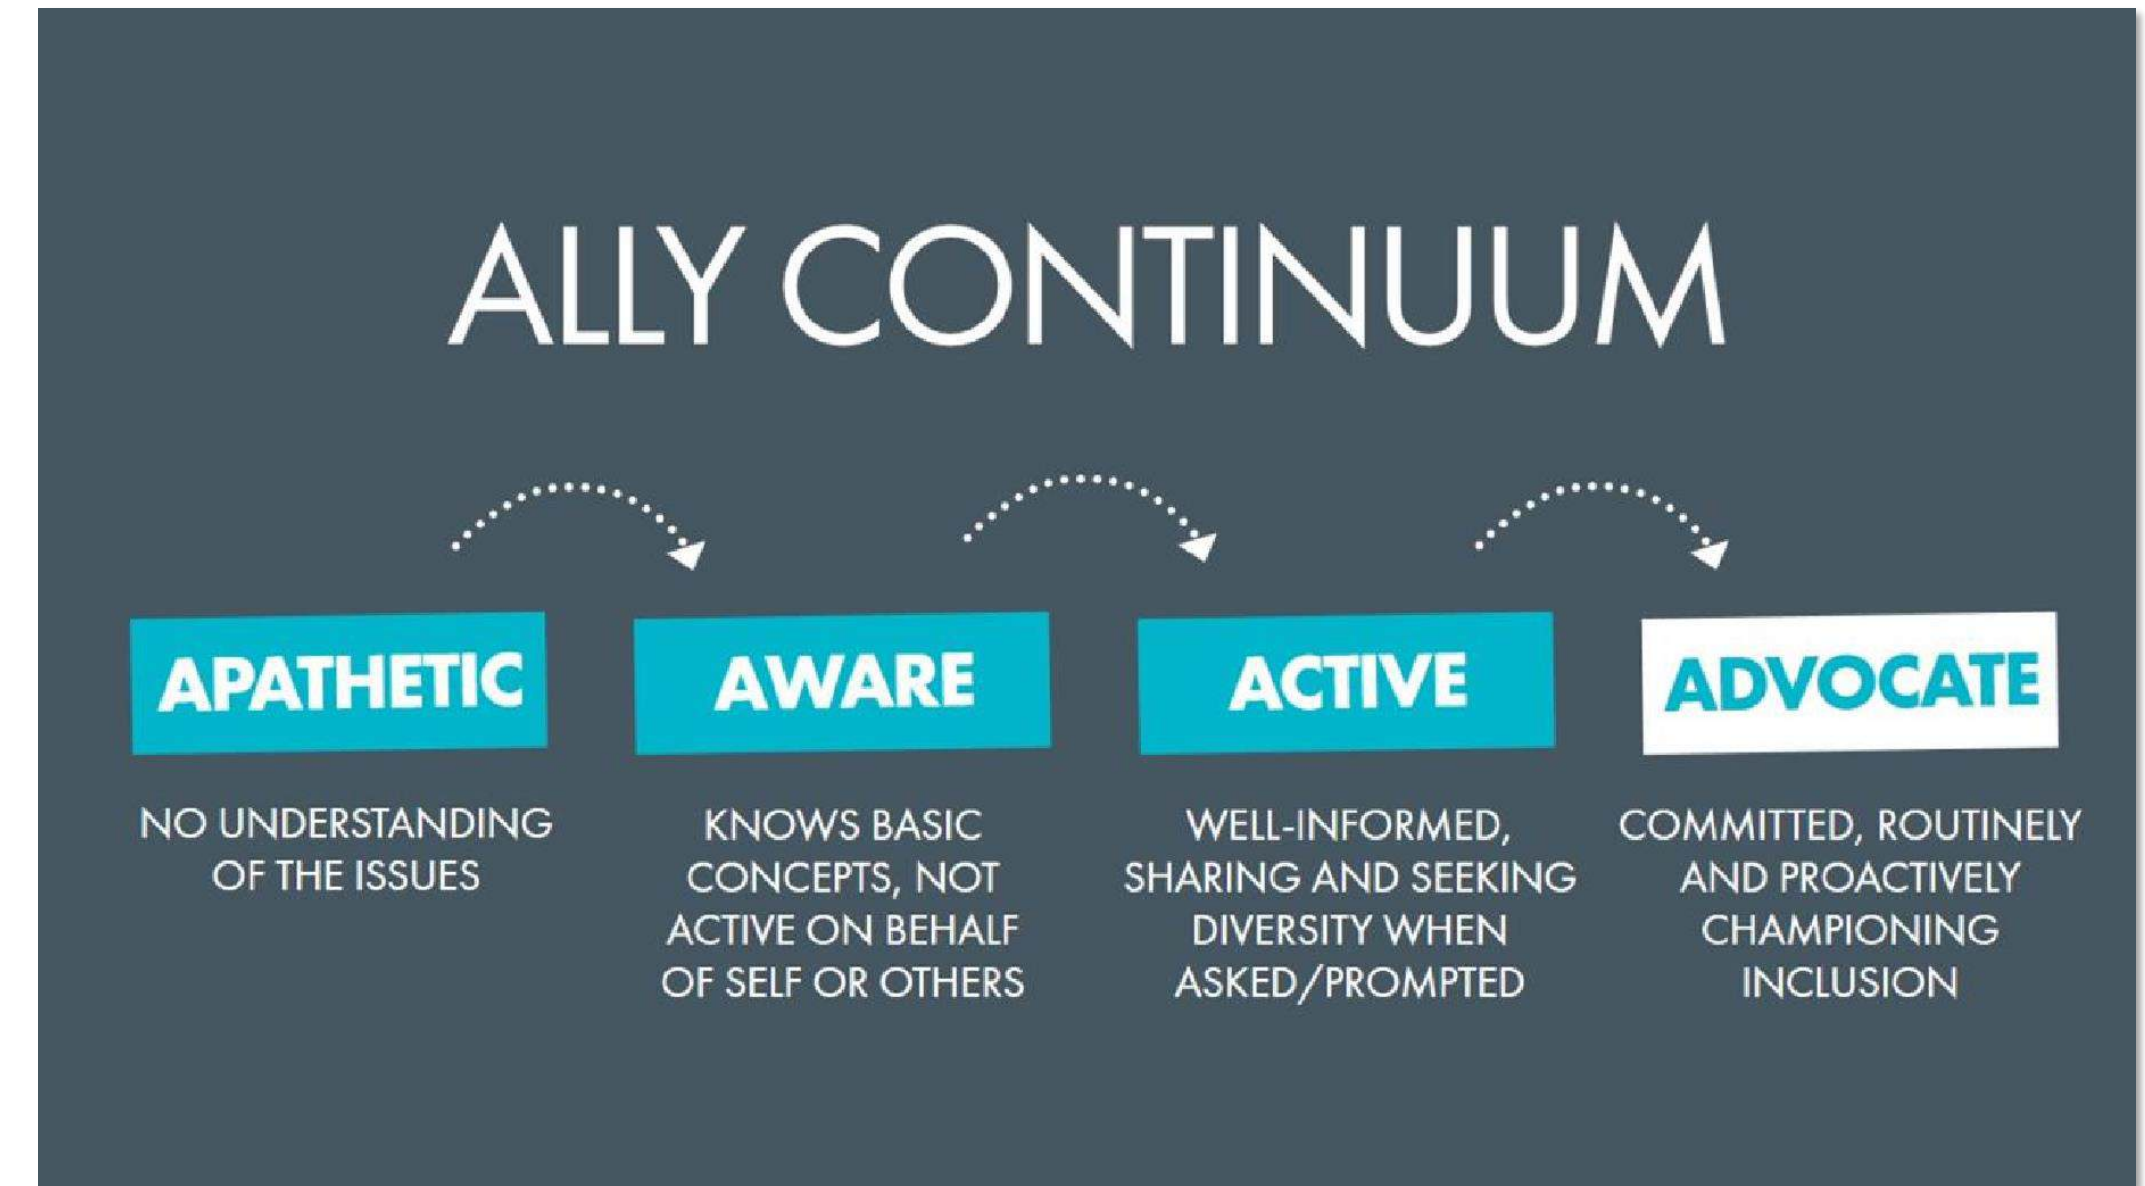 ALLY CONTINUUM
APATHETIC
NO UNDERSTANDING
OF THE ISSUES
AWARE
KNOWS BASIC
CONCEPTS, NOT
ACTIVE ON BEHALF
OF SELF OR OTHERS
ACTIVE
WELL-INFORMED,
SHARING AND SEEKING
DIVERSITY WHEN
ASKED/PROMPTED
ADVOCATE
COMMITTED, ROUTINELY
AND PROACTIVELY
CHAMPIONING
INCLUSION